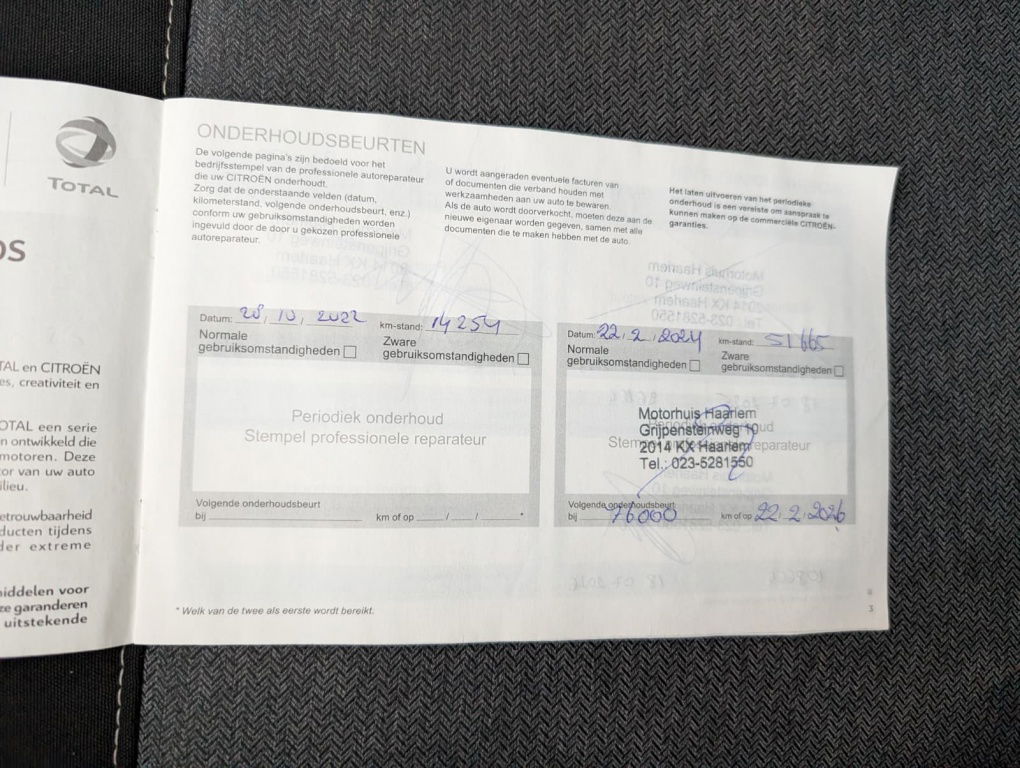 TOTAL
OS
TAL en CITROËN
es, creativiteit en
OTAL een serie
n ontwikkeld die
motoren. Deze
or van uw auto
ilieu.
etrouwbaarheid
ducten tijdens
der extreme
niddelen voor
ze garanderen
uitstekende
ONDERHOUDSBEURTEN
De volgende pagina's zijn bedoeld voor het
bedrijfsstempel van de professionele autoreparateur
die uw CITROËN onderhoudt.
Zorg dat de onderstaande velden (datum,
kilometerstand, volgende onderhoudsbeurt, enz.)
conform uw gebruiksomstandigheden worden
ingevuld door de door u gekozen professionele
autoreparateur.
U wordt aangeraden eventuele facturen van
of documenten die verband houden met
werkzaamheden aan uw auto te bewaren.
Als de auto wordt doorverkocht, moeten deze aan de
nieuwe eigenaar worden gegeven, samen met alle
documenten die te maken hebben met de auto.
Het laten uitvoeren van het periodieke
onderhoud is een vereiste om aanspraak te
kunnen maken op de commerciële CITROËN-
garanties.
Datum: 28, 10, 2022 km-stand: 14254
Normale
gebruiksomstandigheden
Zware
gebruiksomstandigheden
Periodiek onderhoud
Stempel professionele reparateur
Volgende onderhoudsbeurt
bij km of op / / *
Datum: 22, 2, 2024 km-stand: 51665
Normale
gebruiksomstandigheden
Zware
gebruiksomstandigheden
Motorhuis Haarlem
Grijpensteinweg 10
2014 KX Haarlem
Tel.: 023-5281550
Volgende onderhoudsbeurt
bij 76000 km of op 22, 2, 2026
* Welk van de twee als eerste wordt bereikt.
3